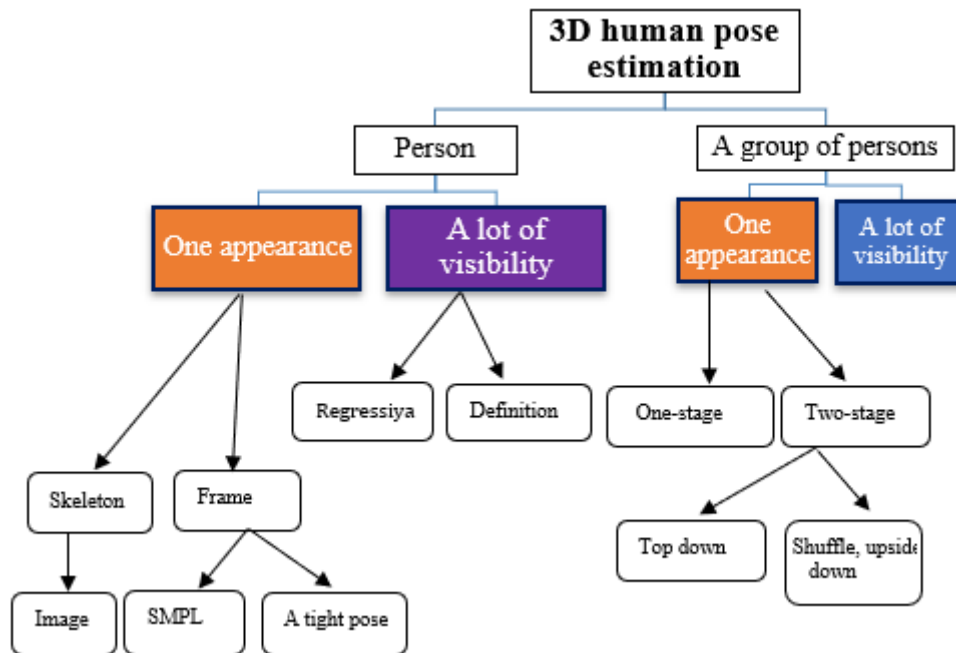 3D human pose
estimation
Person
A group of persons
One appearance
A lot of
visibility
One
appearance
A lot of
visibility
Regressiya
Definition
One-stage
Two-stage
Skeleton
Frame
Top down
Shuffle, upside
down
Image
SMPL
A tight pose